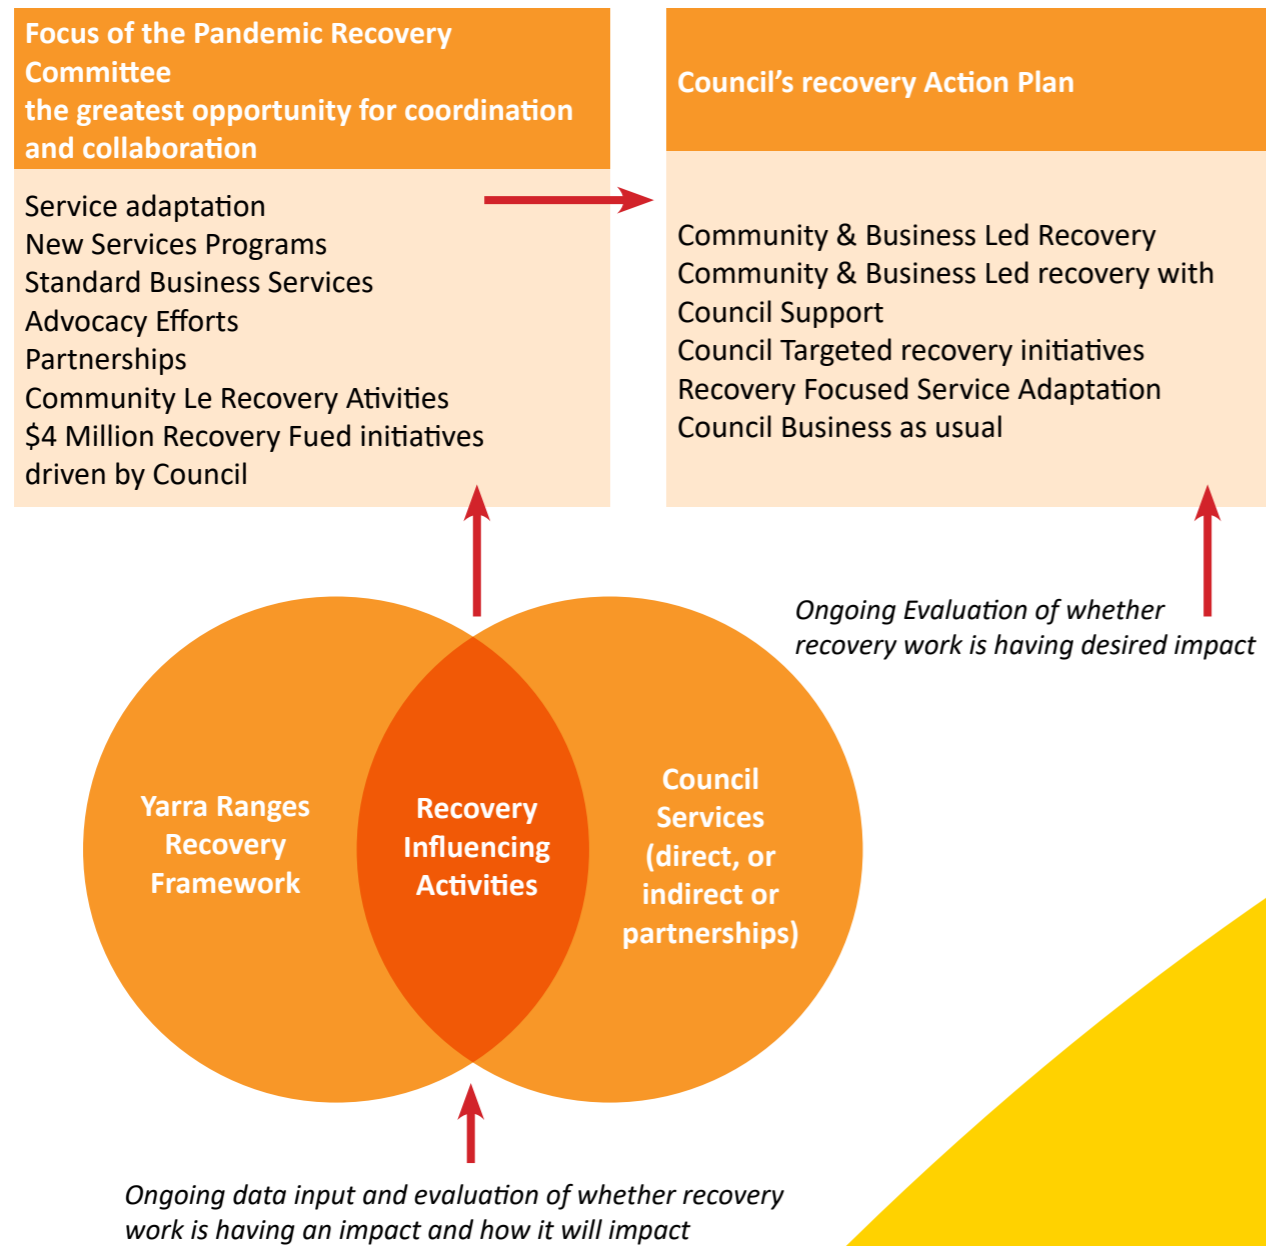 Focus of the Pandemic Recovery
Committee
the greatest opportunity for coordination
and collaboration
Service adaptation
New Services Programs
Standard Business Services
Advocacy Efforts
Partnerships
Community Le Recovery Ativities
$4 Million Recovery Fued initiatives
driven by Council
Council’s recovery Action Plan
Community & Business Led Recovery
Community & Business Led recovery with
Council Support
Council Targeted recovery initiatives
Recovery Focused Service Adaptation
Council Business as usual
Ongoing Evaluation of whether
recovery work is having desired impact
Yarra Ranges
Recovery
Framework
Recovery
Influencing
Activities
Council
Services
(direct, or
indirect or
partnerships)
Ongoing data input and evaluation of whether recovery
work is having an impact and how it will impact